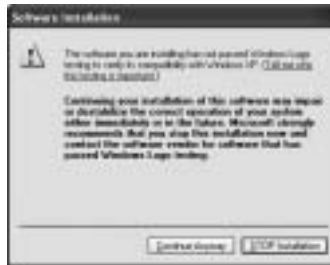 Software Installation
The software you are installing has not passed Windows Logo
testing to verify its compatibility with Windows XP. (Tell me why
this testing is important.)
Continuing your installation of this software may impair
or destabilize the correct operation of your system
either immediately or in the future. Microsoft strongly
recommends that you stop this installation now and
contact the software vendor for software that has
passed Windows Logo testing.
Continue Anyway
STOP Installation